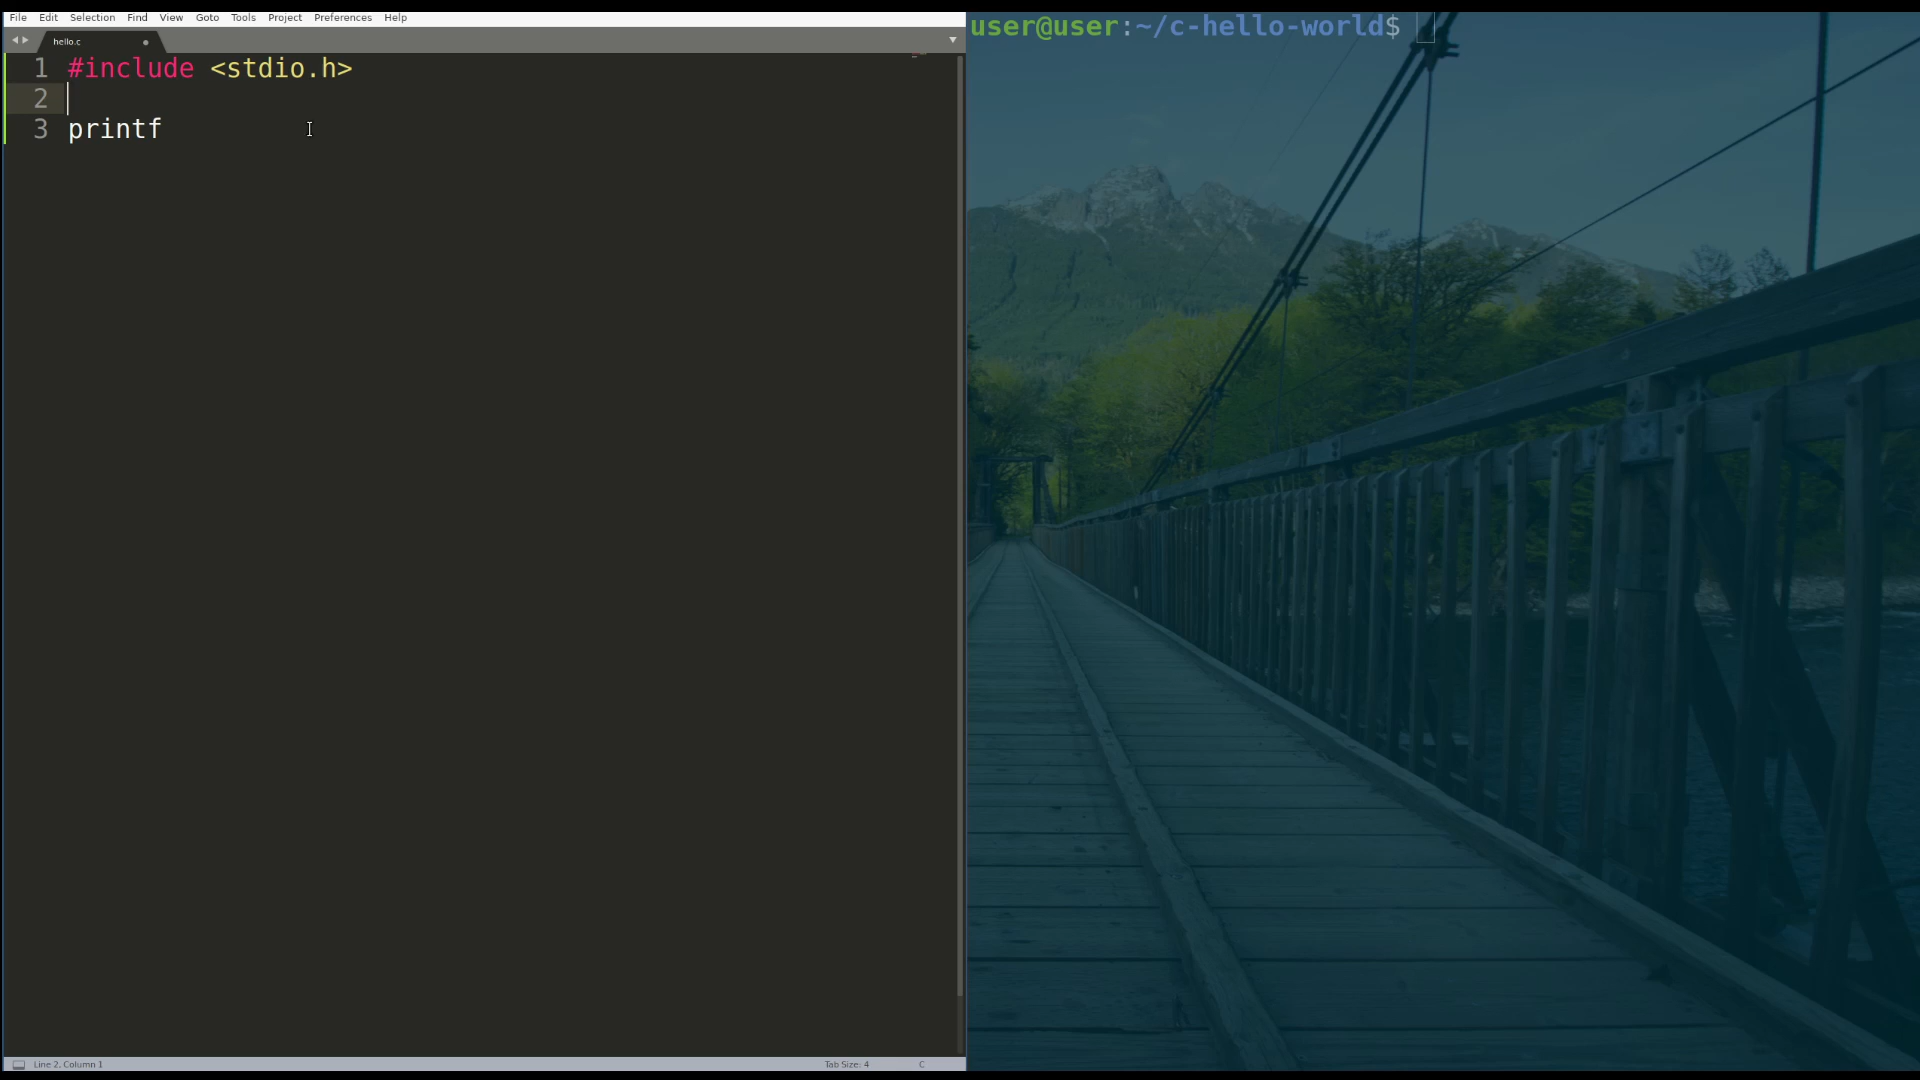 File Edit Selection Find View Goto Tools Project Preferences Help
hello.c
1 #include <stdio.h>
2
3 printf
Line 2, Column 1
Tab Size: 4
C
user@user:~/c-hello-world$